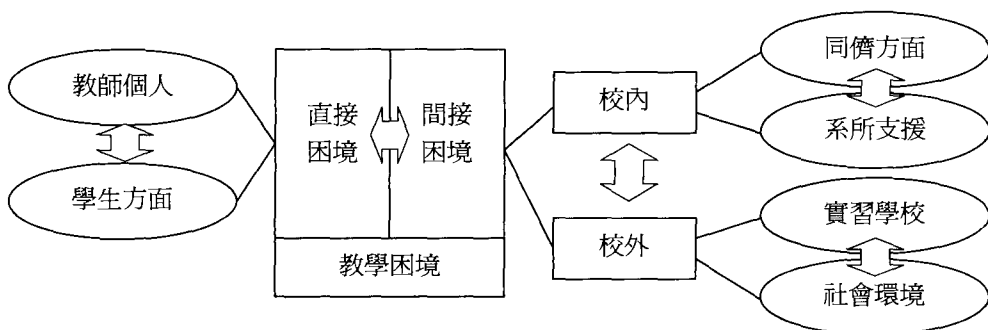 教師個人
學生方面
直接
困境
間接
困境
教學困境
校內
校外
同儕方面
系所支援
實習學校
社會環境